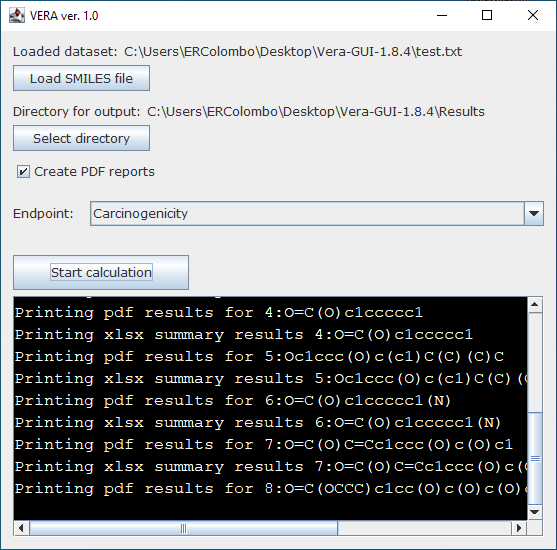 VERA ver. 1.0
Loaded dataset: C:\Users\ERColombo\Desktop\Vera-GUI-1.8.4\test.txt
Load SMILES file
Directory for output: C:\Users\ERColombo\Desktop\Vera-GUI-1.8.4\Results
Select directory
Create PDF reports
Endpoint: Carcinogenicity
Start calculation
Printing pdf results for 4:O=C(O)c1ccccc1
Printing xlsx summary results 4:O=C(O)c1ccccc1
Printing pdf results for 5:Oc1ccc(O)c(c1)C(C)(C)C
Printing xlsx summary results 5:Oc1ccc(O)c(c1)C(C)(
Printing pdf results for 6:O=C(O)c1ccccc1(N)
Printing xlsx summary results 6:O=C(O)c1ccccc1(N)
Printing pdf results for 7:O=C(O)C=Cc1ccc(O)c(O)c1
Printing xlsx summary results 7:O=C(O)C=Cc1ccc(O)c(
Printing pdf results for 8:O=C(OCCC)c1cc(O)c(O)c(O)